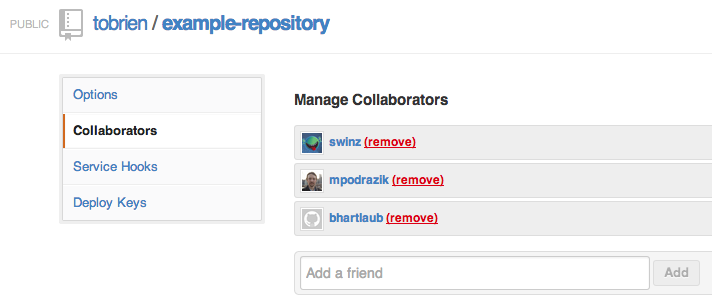 PUBLIC tobrien / example-repository
Options
Collaborators
Service Hooks
Deploy Keys
Manage Collaborators
swinz (remove)
mpodrazik (remove)
bhartlaub (remove)
Add a friend
Add